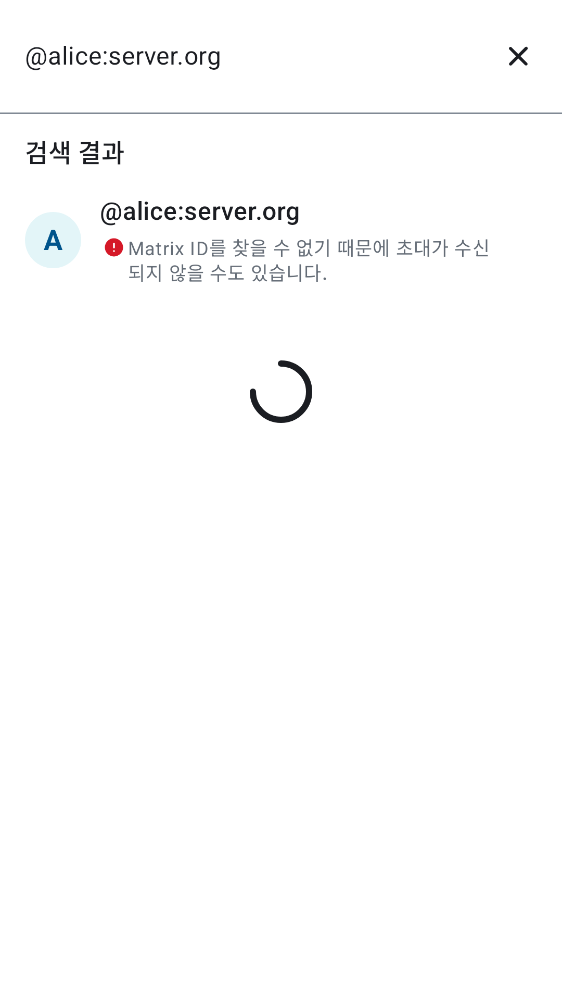 @alice:server.org
검색 결과
A
@alice:server.org
Matrix ID를 찾을 수 없기 때문에 초대가 수신
되지 않을 수도 있습니다.